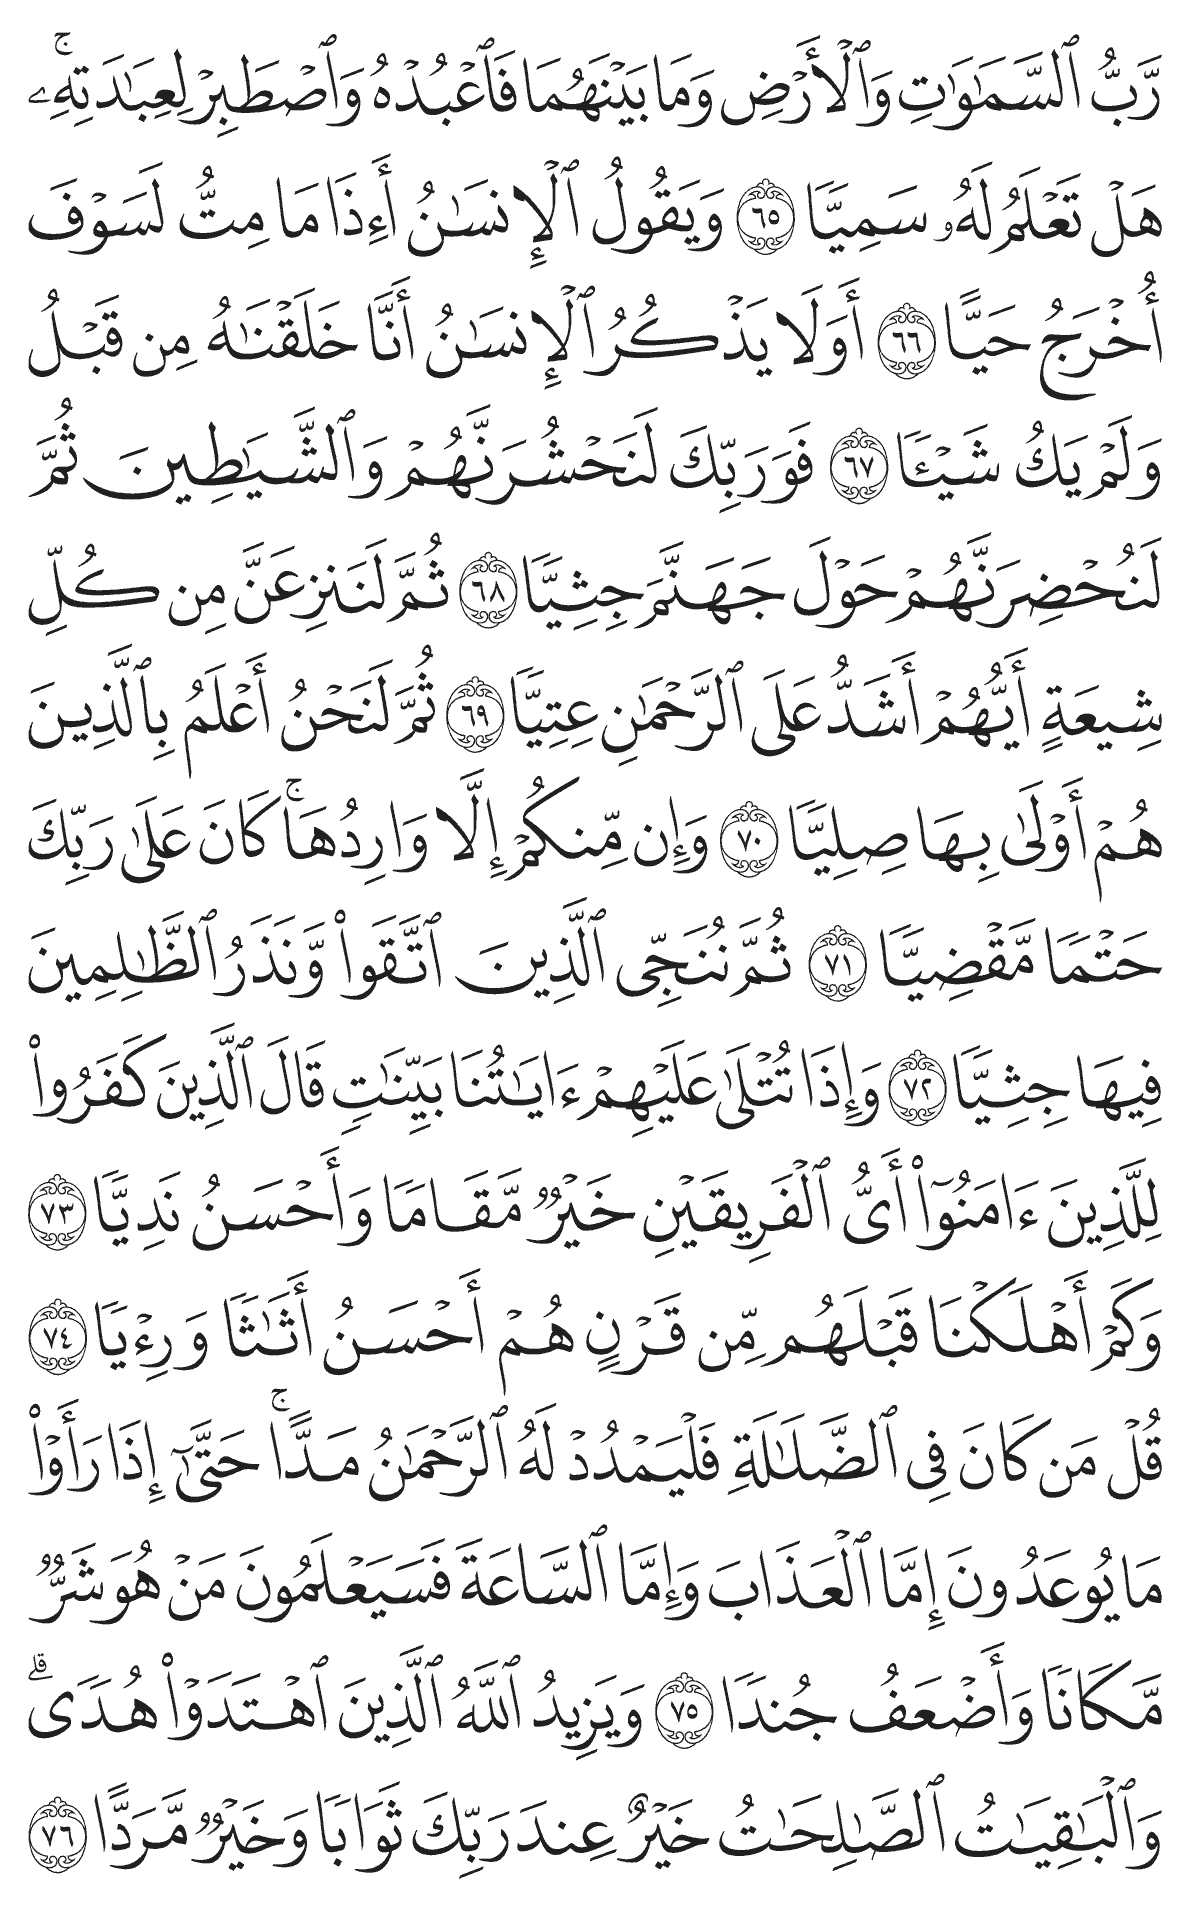 رَّبُّ ٱلسَّمَـٰوَٰتِ وَٱلْأَرْضِ وَمَا بَيْنَهُمَا فَٱعْبُدْهُ وَٱصْطَبِرْ لِعِبَـٰدَتِهِۦۚ
هَلْ تَعْلَمُ لَهُۥ سَمِيًّا ٦٥ وَيَقُولُ ٱلْإِنسَـٰنُ أَءِذَا مَا مِتُّ لَسَوْفَ
أُخْرَجُ حَيًّا ٦٦ أَوَلَا يَذْكُرُ ٱلْإِنسَـٰنُ أَنَّا خَلَقْنَـٰهُ مِن قَبْلُ
وَلَمْ يَكُ شَيْـًٔا ٦٧ فَوَرَبِّكَ لَنَحْشُرَنَّهُمْ وَٱلشَّيَـٰطِينَ ثُمَّ
لَنُحْضِرَنَّهُمْ حَوْلَ جَهَنَّمَ جِثِيًّا ٦٨ ثُمَّ لَنَنزِعَنَّ مِن كُلِّ
شِيعَةٍ أَيُّهُمْ أَشَدُّ عَلَى ٱلرَّحْمَـٰنِ عِتِيًّا ٦٩ ثُمَّ لَنَحْنُ أَعْلَمُ بِٱلَّذِينَ
هُمْ أَوْلَىٰ بِهَا صِلِيًّا ٧٠ وَإِن مِّنكُمْ إِلَّا وَارِدُهَاۚ كَانَ عَلَىٰ رَبِّكَ
حَتْمًا مَّقْضِيًّا ٧١ ثُمَّ نُنَجِّى ٱلَّذِينَ ٱتَّقَوا۟ وَّنَذَرُ ٱلظَّـٰلِمِينَ
فِيهَا جِثِيًّا ٧٢ وَإِذَا تُتْلَىٰ عَلَيْهِمْ ءَايَـٰتُنَا بَيِّنَـٰتٍ قَالَ ٱلَّذِينَ كَفَرُوا۟
لِلَّذِينَ ءَامَنُوٓا۟ أَىُّ ٱلْفَرِيقَيْنِ خَيْرٌ مَّقَامًا وَأَحْسَنُ نَدِيًّا ٧٣
وَكَمْ أَهْلَكْنَا قَبْلَهُم مِّن قَرْنٍ هُمْ أَحْسَنُ أَثَـٰثًا وَرِءْيًا ٧٤
قُلْ مَن كَانَ فِى ٱلضَّلَـٰلَةِ فَلْيَمْدُدْ لَهُ ٱلرَّحْمَـٰنُ مَدًّاۚ حَتَّىٰٓ إِذَا رَأَوْا۟
مَا يُوعَدُونَ إِمَّا ٱلْعَذَابَ وَإِمَّا ٱلسَّاعَةَ فَسَيَعْلَمُونَ مَنْ هُوَ شَرٌّ
مَّكَانًا وَأَضْعَفُ جُندًا ٧٥ وَيَزِيدُ ٱللَّهُ ٱلَّذِينَ ٱهْتَدَوْا۟ هُدًىۗ
وَٱلْبَـٰقِيَـٰتُ ٱلصَّـٰلِحَـٰتُ خَيْرٌ عِندَ رَبِّكَ ثَوَابًا وَخَيْرٌ مَّرَدًّا ٧٦